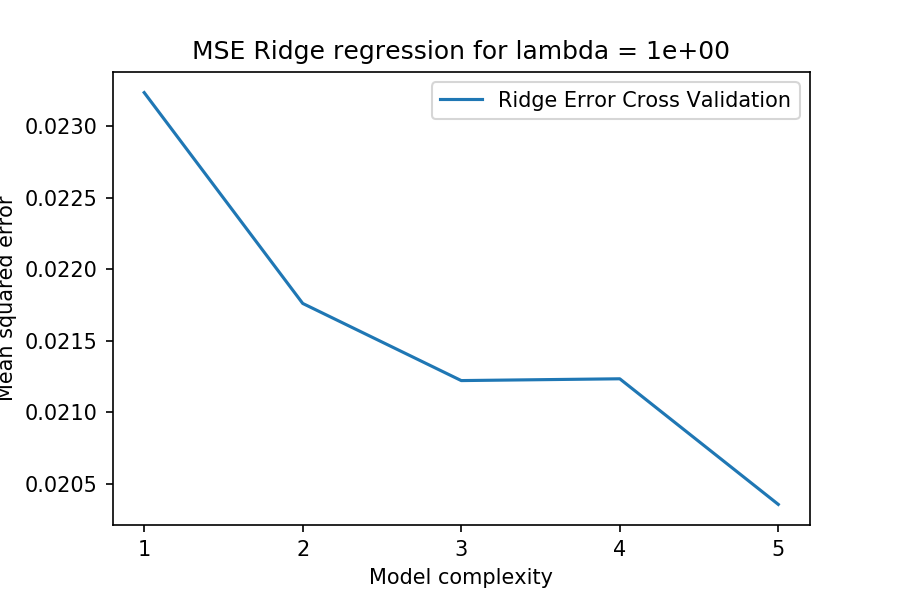 MSE Ridge regression for lambda = 1e+00
Ridge Error Cross Validation
Mean squared error
0.0230
0.0225
0.0220
0.0215
0.0210
0.0205
1 2 3 4 5
Model complexity